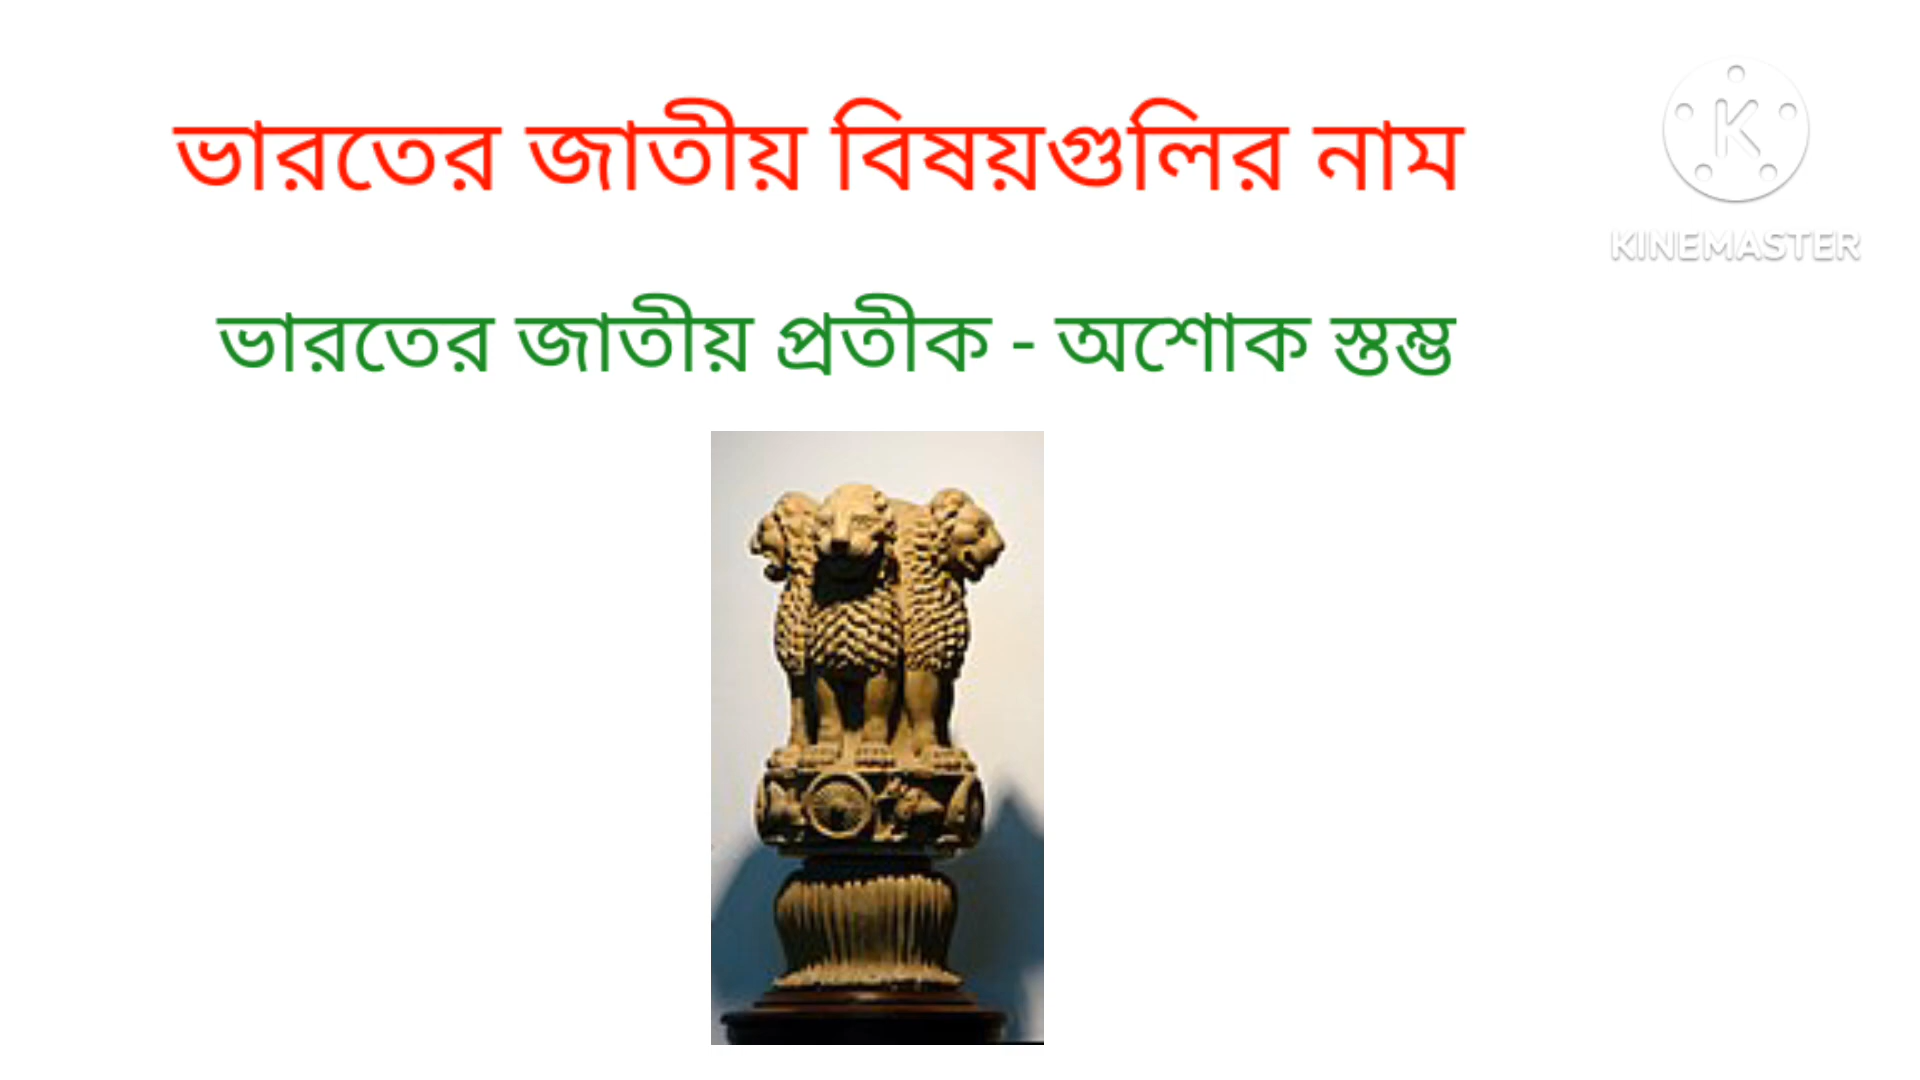 ভারতের জাতীয় বিষয়গুলির নাম
K
KINEMASTER
ভারতের জাতীয় প্রতীক - অশোক স্তম্ভ